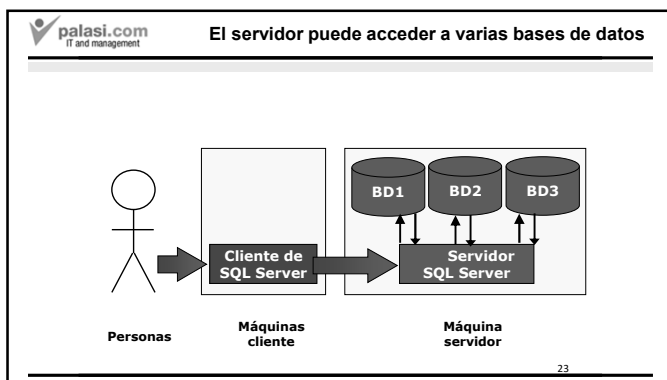 palasi.com
IT and management
El servidor puede acceder a varias bases de datos
BD1
BD2
BD3
Cliente de
SQL Server
Servidor
SQL Server
Personas
Máquinas
cliente
Máquina
servidor
23